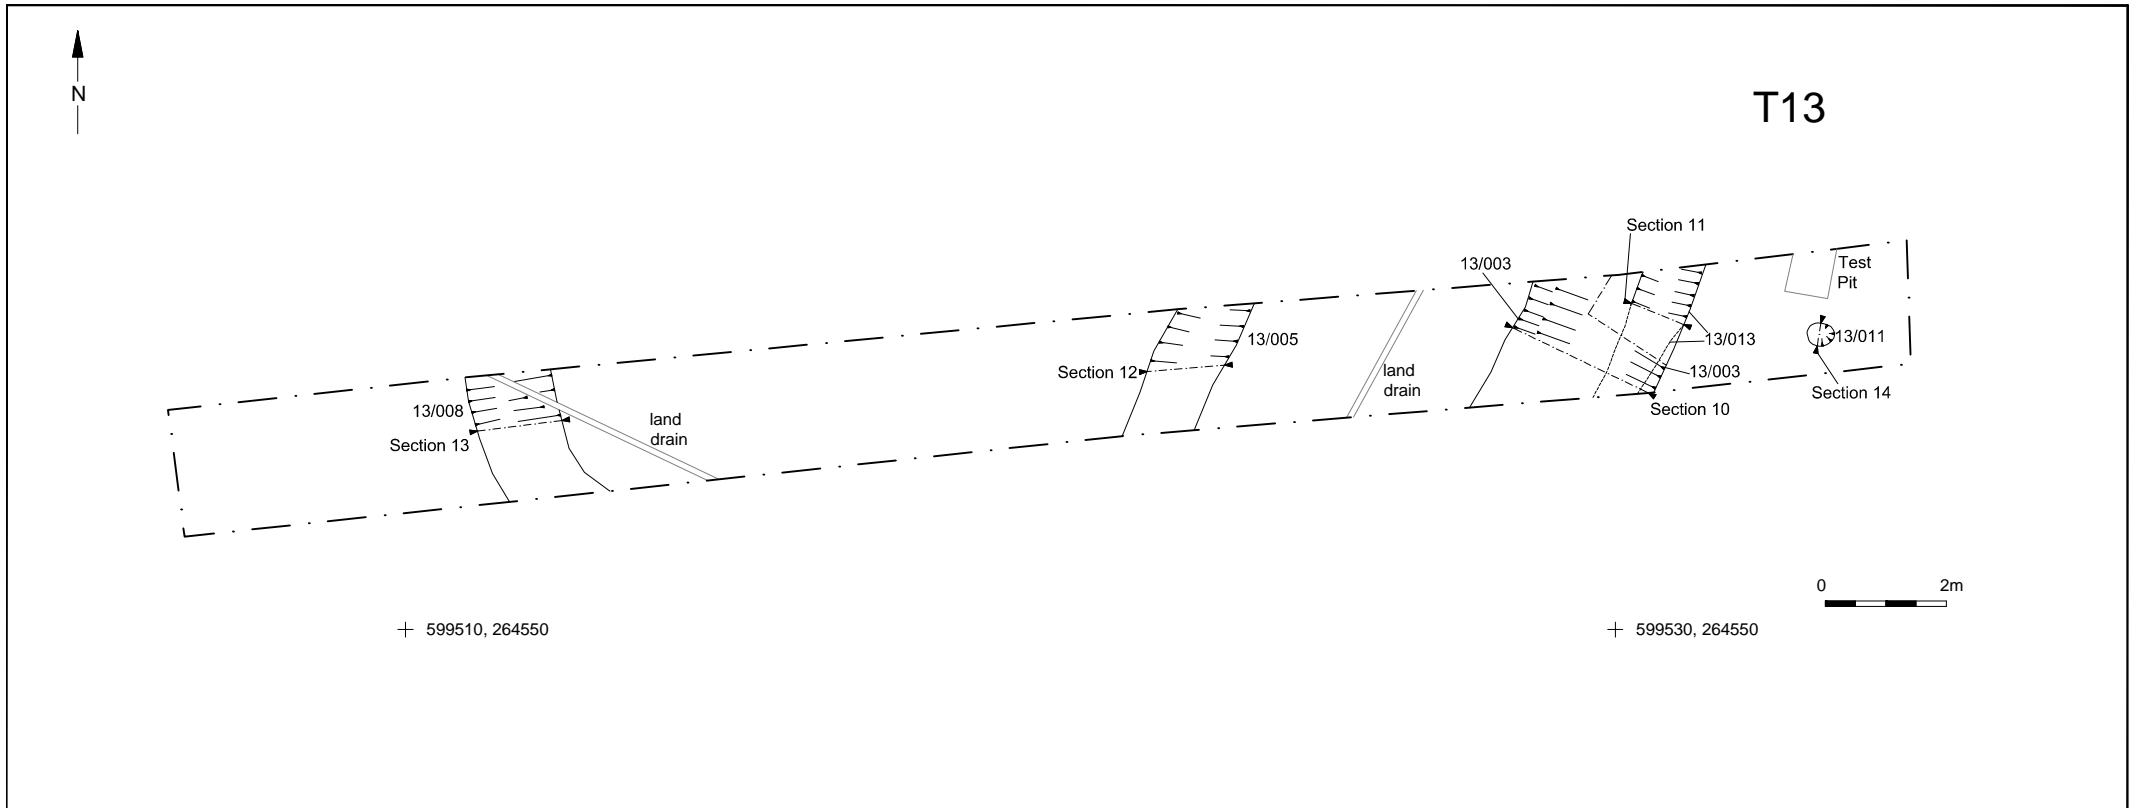 N
T13
Section 11
13/003
Test
Pit
13/011
13/013
13/005
13/003
Section 12
land
drain
Section 14
Section 10
13/008
land
drain
Section 13
0 2m
599510, 264550
599530, 264550